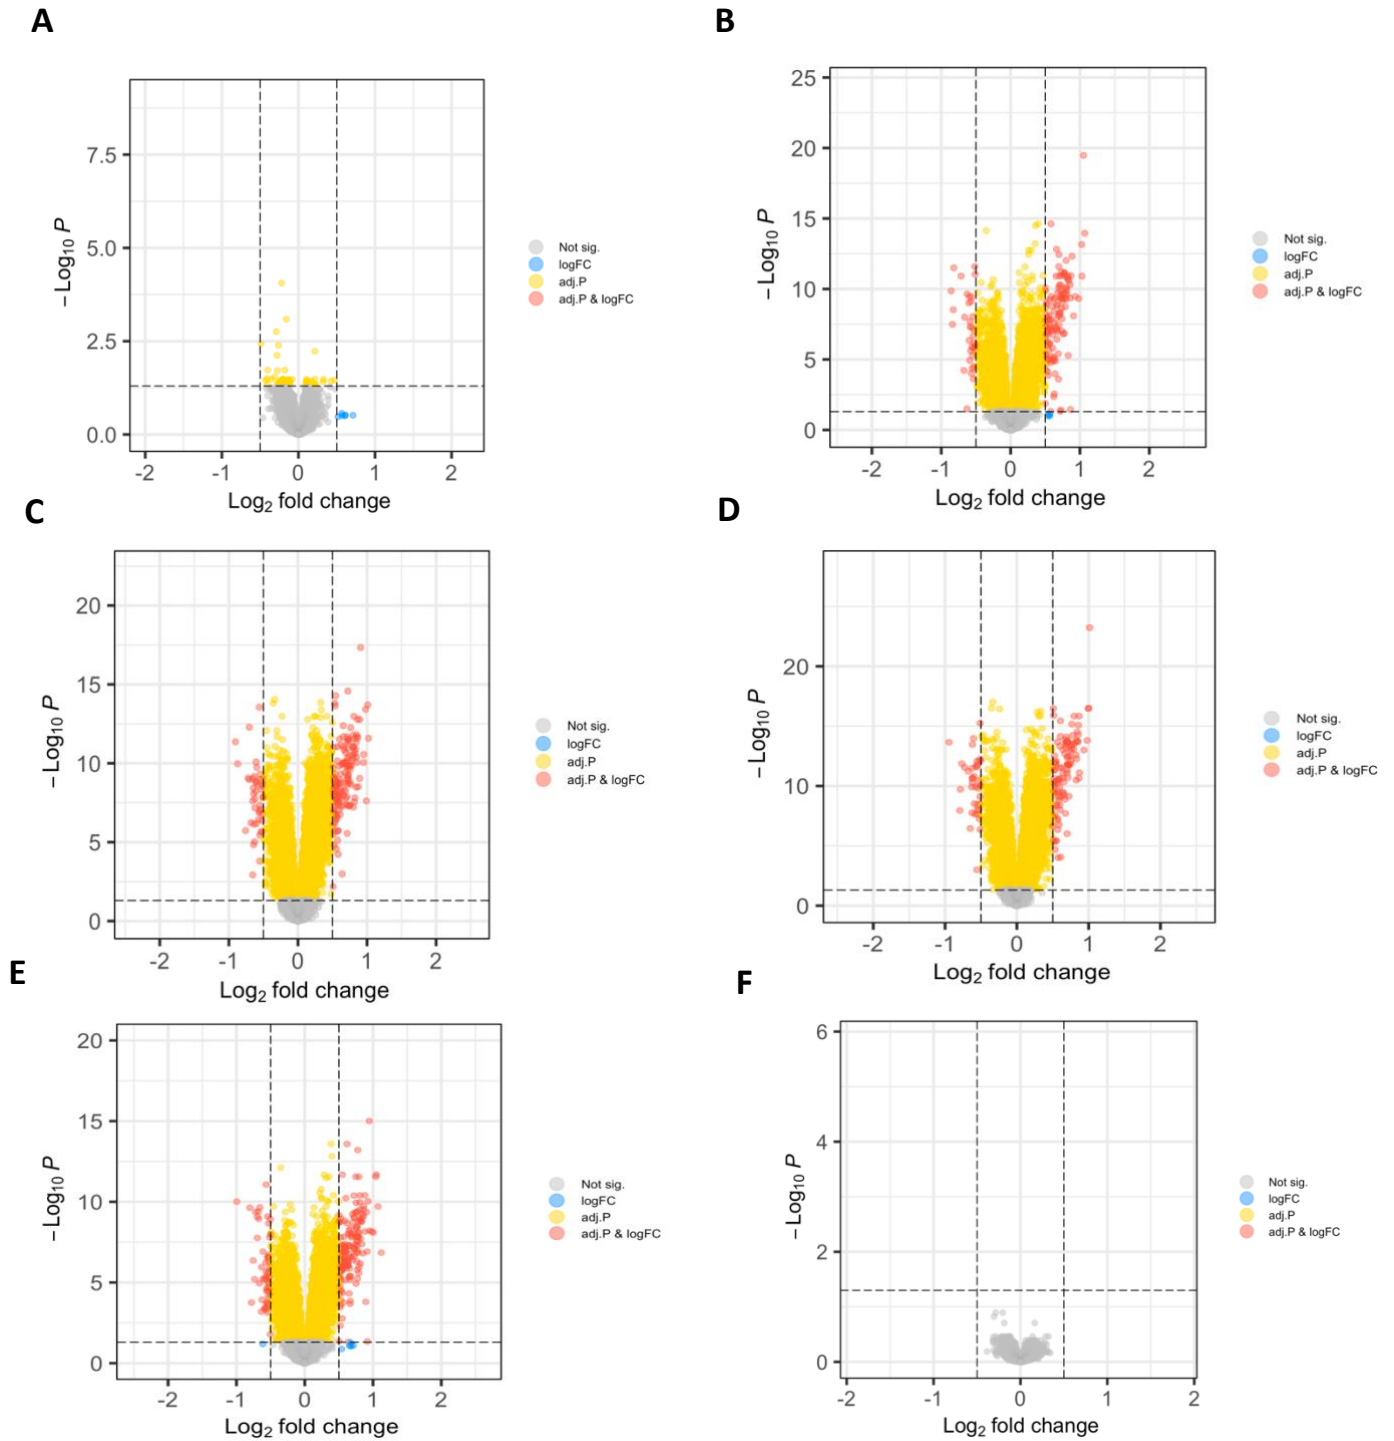 A
7.5
5.0
2.5
0.0
-2 -1 0 1 2
Log2 fold change
−Log10 P
Not sig.
logFC
adj.P
adj.P & logFC
B
25
20
15
10
5
0
-2 -1 0 1 2
Log2 fold change
−Log10 P
Not sig.
logFC
adj.P
adj.P & logFC
C
20
15
10
5
0
-2 -1 0 1 2
Log2 fold change
−Log10 P
Not sig.
logFC
adj.P
adj.P & logFC
D
20
10
0
-2 -1 0 1 2
Log2 fold change
−Log10 P
Not sig.
logFC
adj.P
adj.P & logFC
E
20
15
10
5
0
-2 -1 0 1 2
Log2 fold change
−Log10 P
Not sig.
logFC
adj.P
adj.P & logFC
F
6
4
2
0
-2 -1 0 1 2
Log2 fold change
−Log10 P
Not sig.
logFC
adj.P
adj.P & logFC